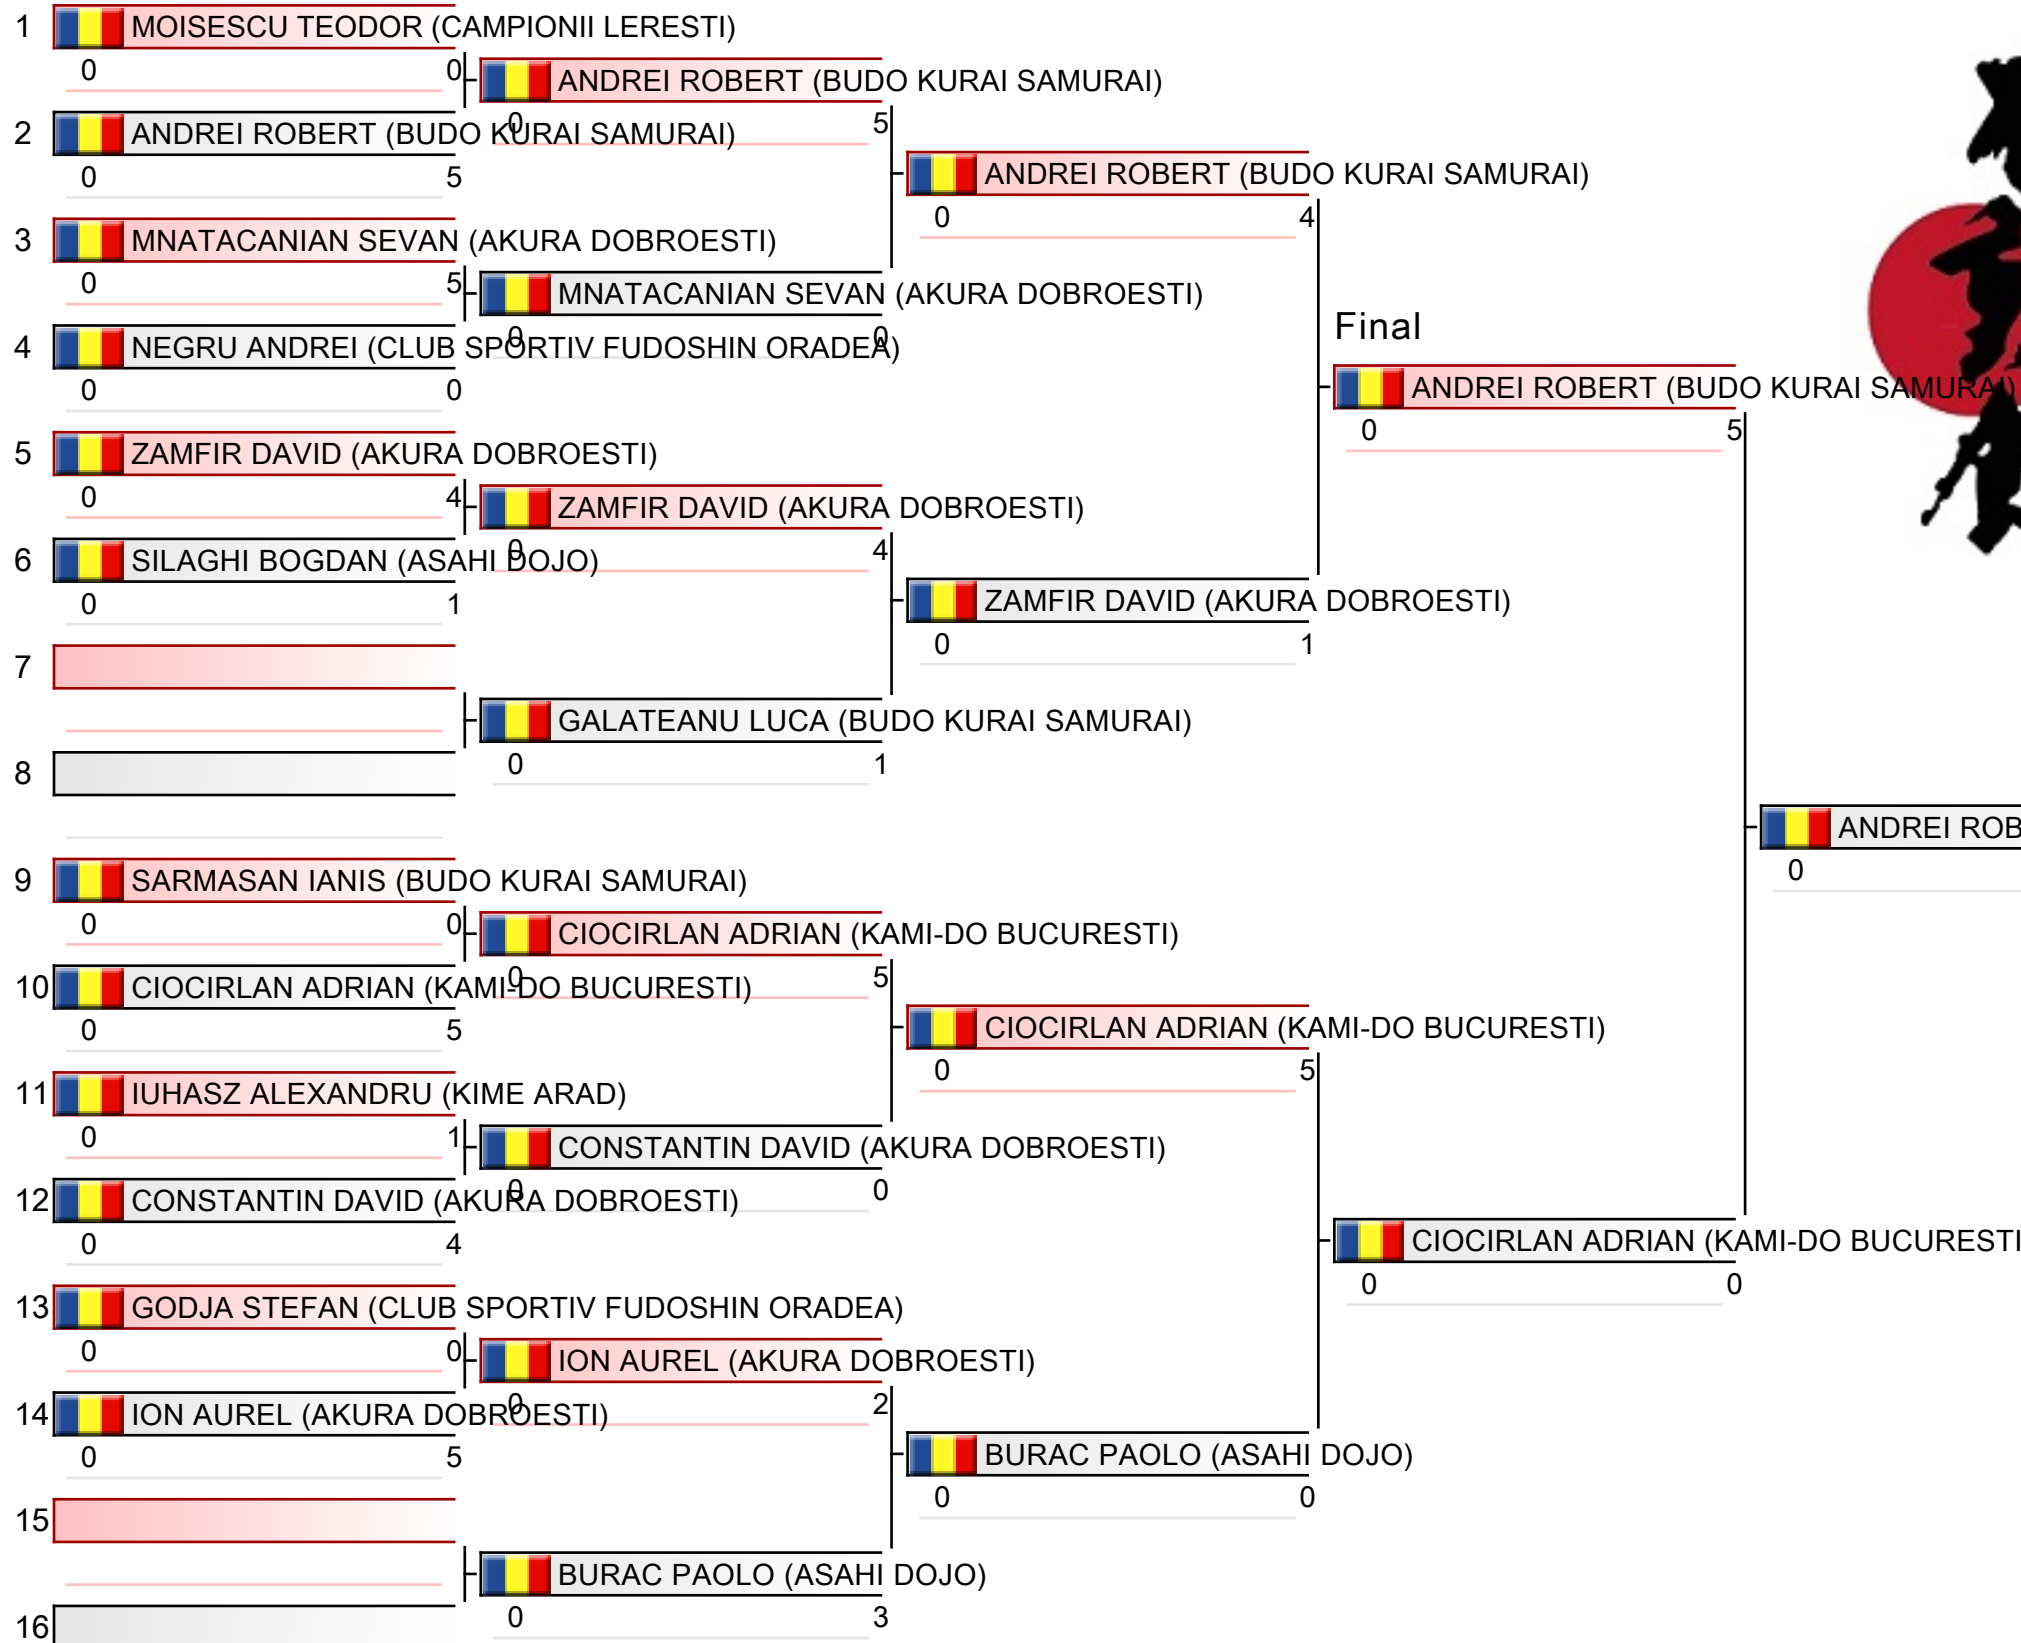 1 MOISESCU TEODOR (CAMPIONII LERESTI)
0 0
ANDREI ROBERT (BUDO KURAI SAMURAI)
0 5
2 ANDREI ROBERT (BUDO KURAI SAMURAI)
0 5
ANDREI ROBERT (BUDO KURAI SAMURAI)
0 4
3 MNATACANIAN SEVAN (AKURA DOBROESTI)
0 5
MNATACANIAN SEVAN (AKURA DOBROESTI)
0 0
Final
4 NEGRU ANDREI (CLUB SPORTIV FUDOSHIN ORADEA)
0 0
ANDREI ROBERT (BUDO KURAI SAMURAI)
0 5
5 ZAMFIR DAVID (AKURA DOBROESTI)
0 4
ZAMFIR DAVID (AKURA DOBROESTI)
0 4
6 SILAGHI BOGDAN (ASAHI DOJO)
0 1
ZAMFIR DAVID (AKURA DOBROESTI)
0 1
7
GALATEANU LUCA (BUDO KURAI SAMURAI)
0 1
8
ANDREI ROB
0
9 SARMASAN IANIS (BUDO KURAI SAMURAI)
0 0
CIOCIRLAN ADRIAN (KAMI-DO BUCURESTI)
0 5
10 CIOCIRLAN ADRIAN (KAMI-DO BUCURESTI)
0 5
CIOCIRLAN ADRIAN (KAMI-DO BUCURESTI)
0 5
11 IUHASZ ALEXANDRU (KIME ARAD)
0 1
CONSTANTIN DAVID (AKURA DOBROESTI)
0 0
12 CONSTANTIN DAVID (AKURA DOBROESTI)
0 4
CIOCIRLAN ADRIAN (KAMI-DO BUCURESTI
0 0
13 GODJA STEFAN (CLUB SPORTIV FUDOSHIN ORADEA)
0 0
ION AUREL (AKURA DOBROESTI)
0 2
14 ION AUREL (AKURA DOBROESTI)
0 5
BURAC PAOLO (ASAHI DOJO)
0 0
15
BURAC PAOLO (ASAHI DOJO)
0 3
16